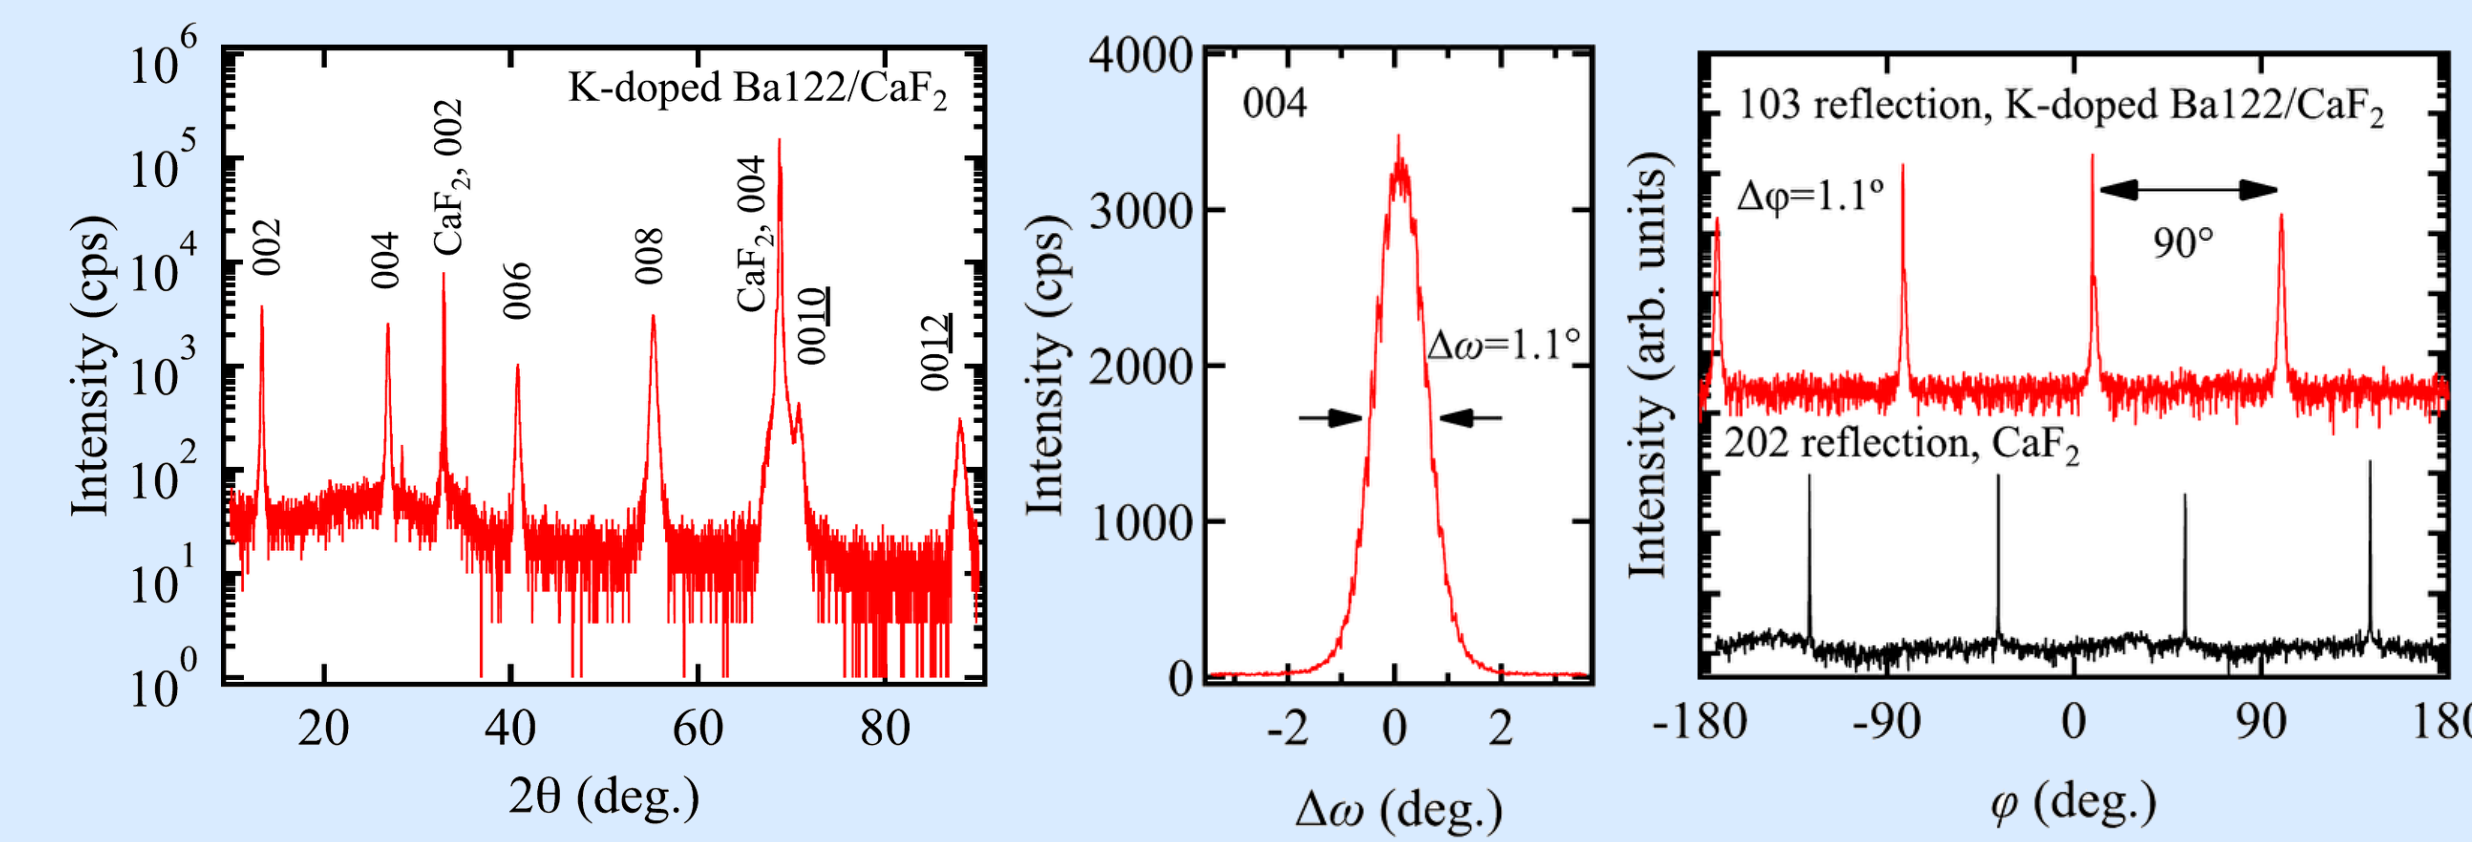 10^6
10^5
10^4
10^3
10^2
10^1
10^0
Intensity (cps)
K-doped Ba122/CaF₂
002
004
CaF₂, 002
006
008
CaF₂, 004
0010
0012
20 40 60 80
2θ (deg.)
4000
3000
2000
1000
0
Intensity (cps)
004
Δω=1.1°
-2 0 2
Δω (deg.)
Intensity (arb. units)
103 reflection, K-doped Ba122/CaF₂
Δφ=1.1º
90°
202 reflection, CaF₂
-180 -90 0 90 180
φ (deg.)